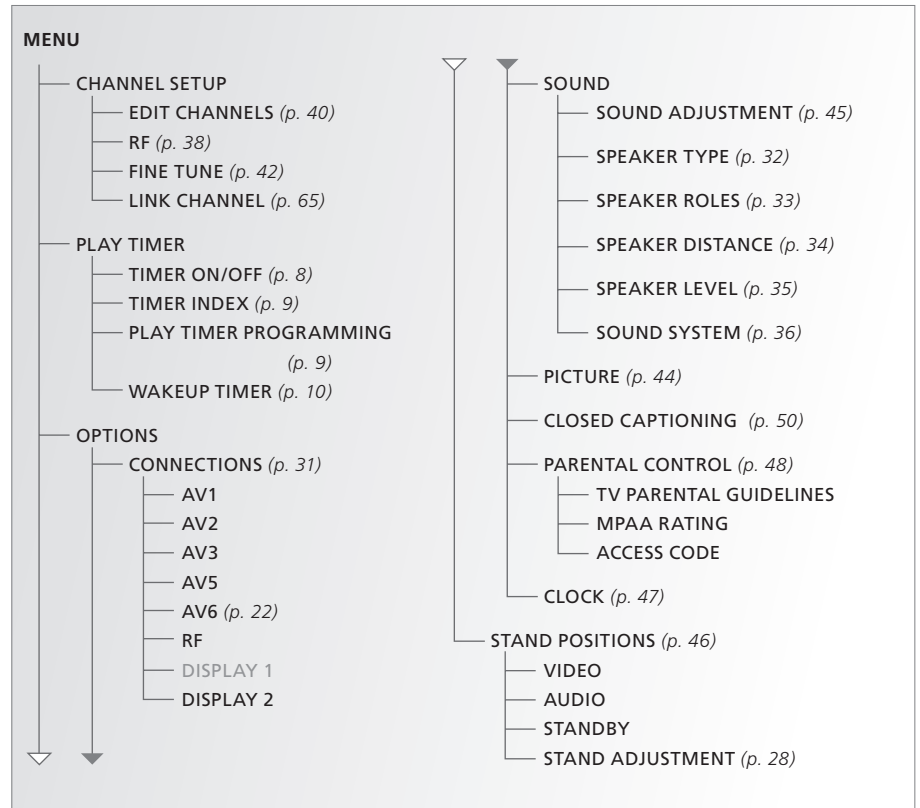 MENU
CHANNEL SETUP
EDIT CHANNELS (p. 40)
RF (p. 38)
FINE TUNE (p. 42)
LINK CHANNEL (p. 65)
PLAY TIMER
TIMER ON/OFF (p. 8)
TIMER INDEX (p. 9)
PLAY TIMER PROGRAMMING
(p. 9)
WAKEUP TIMER (p. 10)
OPTIONS
CONNECTIONS (p. 31)
AV1
AV2
AV3
AV5
AV6 (p. 22)
RF
DISPLAY 1
DISPLAY 2
SOUND
SOUND ADJUSTMENT (p. 45)
SPEAKER TYPE (p. 32)
SPEAKER ROLES (p. 33)
SPEAKER DISTANCE (p. 34)
SPEAKER LEVEL (p. 35)
SOUND SYSTEM (p. 36)
PICTURE (p. 44)
CLOSED CAPTIONING (p. 50)
PARENTAL CONTROL (p. 48)
TV PARENTAL GUIDELINES
MPAA RATING
ACCESS CODE
CLOCK (p. 47)
STAND POSITIONS (p. 46)
VIDEO
AUDIO
STANDBY
STAND ADJUSTMENT (p. 28)